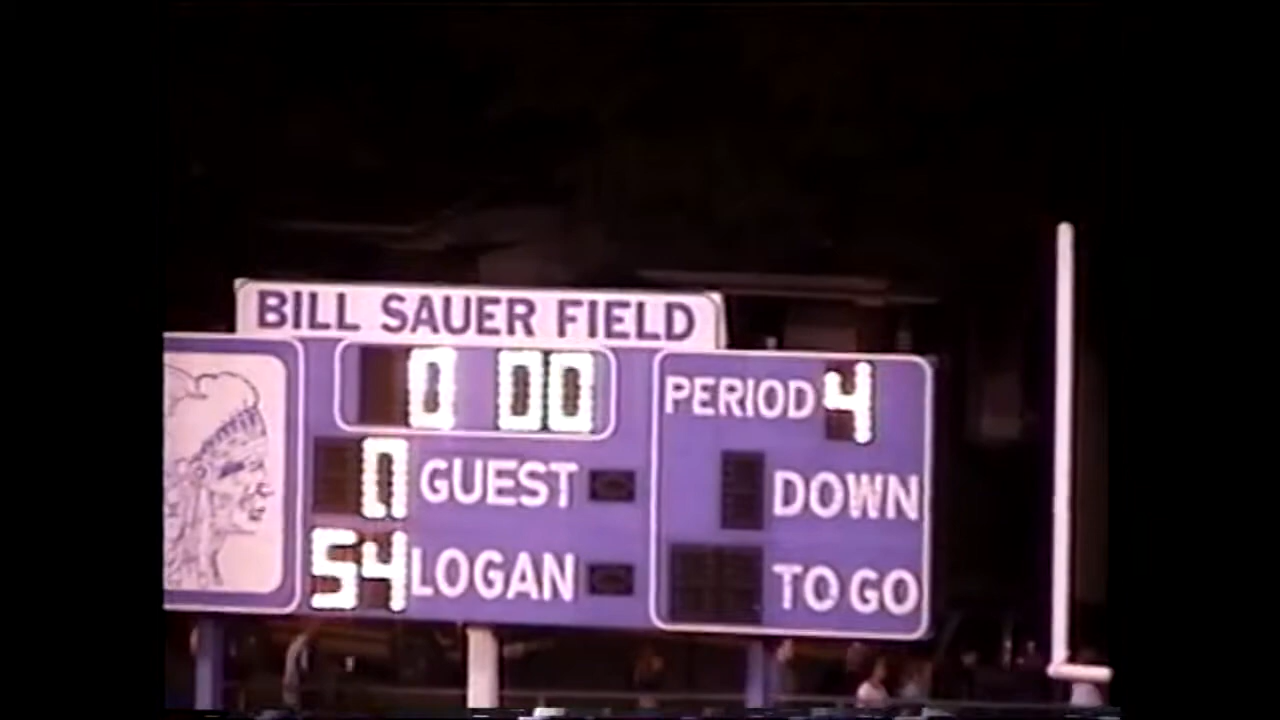 BILL SAUER FIELD
0 00
PERIOD 4
0 GUEST
DOWN
54 LOGAN
TO GO